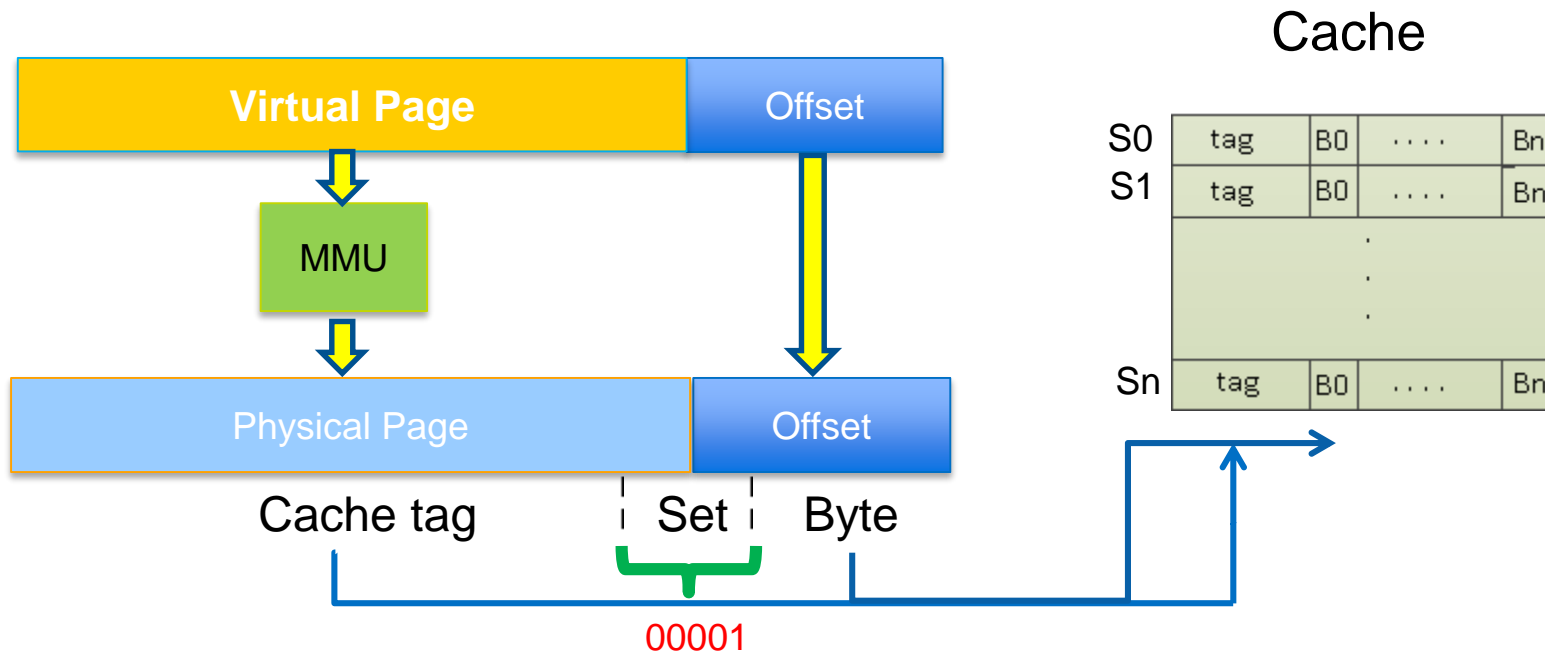 Cache
Virtual Page Offset
S0 tag B0 .... Bn
S1 tag B0 .... Bn
MMU
.
.
.
Sn tag B0 .... Bn
Physical Page Offset
Cache tag Set Byte
00001